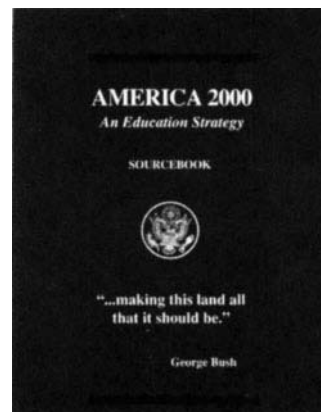 AMERICA 2000
An Education Strategy
SOURCEBOOK
"...making this land all
that it should be."
George Bush